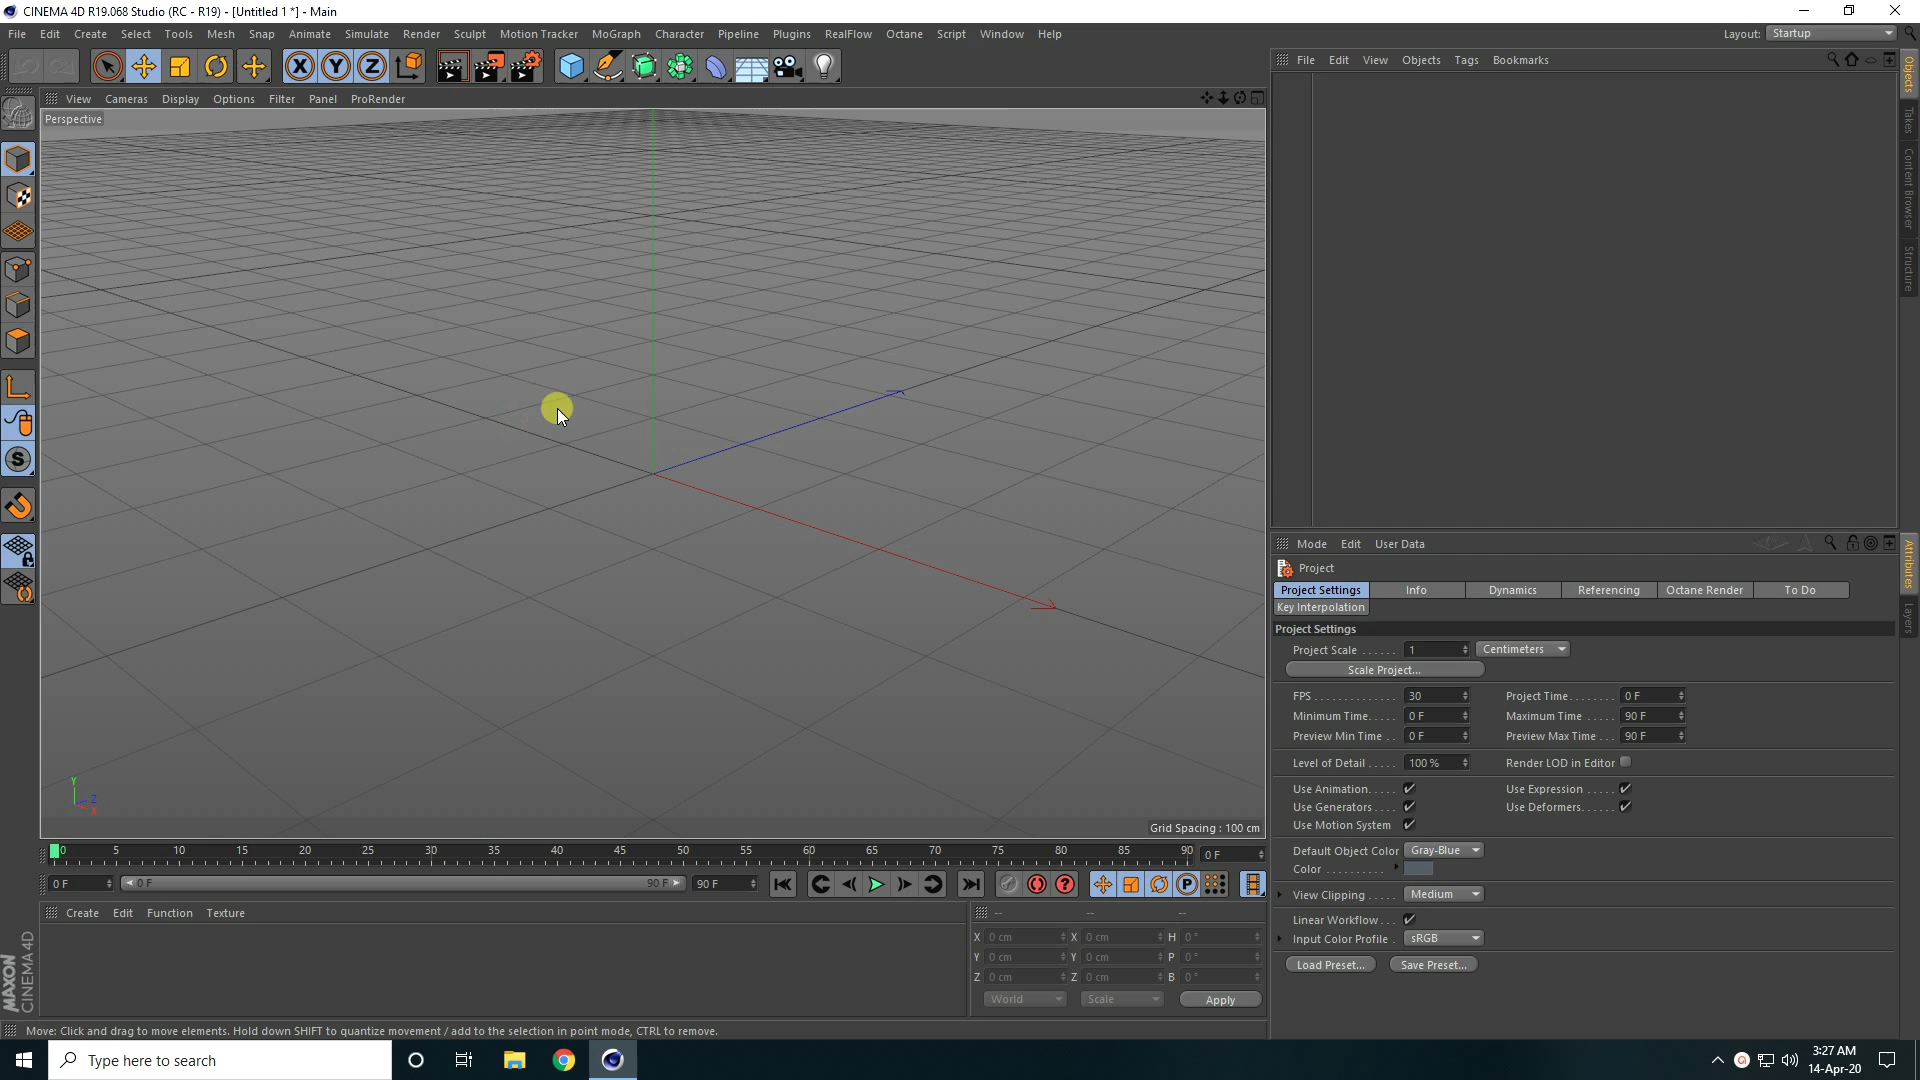 CINEMA 4D R19.068 Studio (RC - R19) - [Untitled 1 *] - Main
File Edit Create Select Tools Mesh Snap Animate Simulate Render Sculpt Motion Tracker MoGraph Character Pipeline Plugins RealFlow Octane Script Window Help
Layout: Startup
X Y Z
File Edit View Objects Tags Bookmarks
View Cameras Display Options Filter Panel ProRender
Perspective
Y
Z
X
Grid Spacing : 100 cm
Objects
Takes
Content Browser
Structure
Mode Edit User Data
Project
Project Settings Info Dynamics Referencing Octane Render To Do
Key Interpolation
Project Settings
Project Scale ...... 1 Centimeters
Scale Project...
FPS .............. 30 Project Time....... 0 F
Minimum Time..... 0 F Maximum Time ..... 90 F
Preview Min Time .. 0 F Preview Max Time ... 90 F
Level of Detail ..... 100 % Render LOD in Editor
Use Animation..... Use Expression .....
Use Generators.... Use Deformers......
Use Motion System
Default Object Color Gray-Blue
Color ..........
View Clipping ..... Medium
Linear Workflow...
Input Color Profile . sRGB
Load Preset... Save Preset...
Attributes
Layers
0 5 10 15 20 25 30 35 40 45 50 55 60 65 70 75 80 85 90 0 F
0 F 0 F 90 F 90 F
P
S
Create Edit Function Texture
-- -- --
X 0 cm X 0 cm H 0 °
Y 0 cm Y 0 cm P 0 °
Z 0 cm Z 0 cm B 0 °
World Scale Apply
MAXON
CINEMA 4D
Move: Click and drag to move elements. Hold down SHIFT to quantize movement / add to the selection in point mode, CTRL to remove.
Type here to search
3:27 AM
14-Apr-20